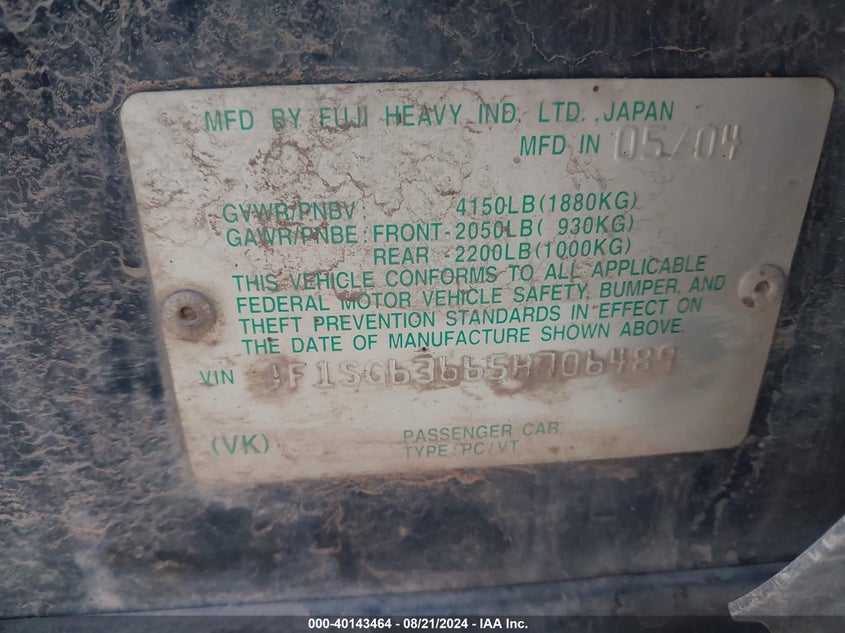 MFD BY FUJI HEAVY IND. LTD. JAPAN
MFD IN 05/04
GVWR/PNBV: 4150LB(1880KG)
GAWR/PNBE: FRONT-2050LB( 930KG)
REAR 2200LB(1000KG)
THIS VEHICLE CONFORMS TO ALL APPLICABLE
FEDERAL MOTOR VEHICLE SAFETY, BUMPER, AND
THEFT PREVENTION STANDARDS IN EFFECT ON
THE DATE OF MANUFACTURE SHOWN ABOVE.
VIN JF1SG63665H706489
(VK)
PASSENGER CAR
TYPE: PC/VT
000-40143464 - 08/21/2024 - IAA Inc.